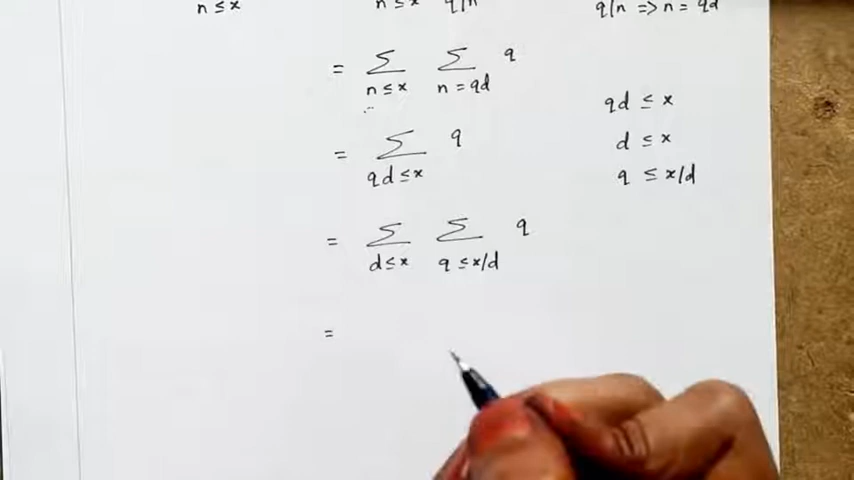 n ≤ x n ≤ x q|n q|n => n = qd
= Σ Σ q
n ≤ x n = qd
qd ≤ x
= Σ q d ≤ x
qd ≤ x q ≤ x/d
= Σ Σ q
d ≤ x q ≤ x/d
=